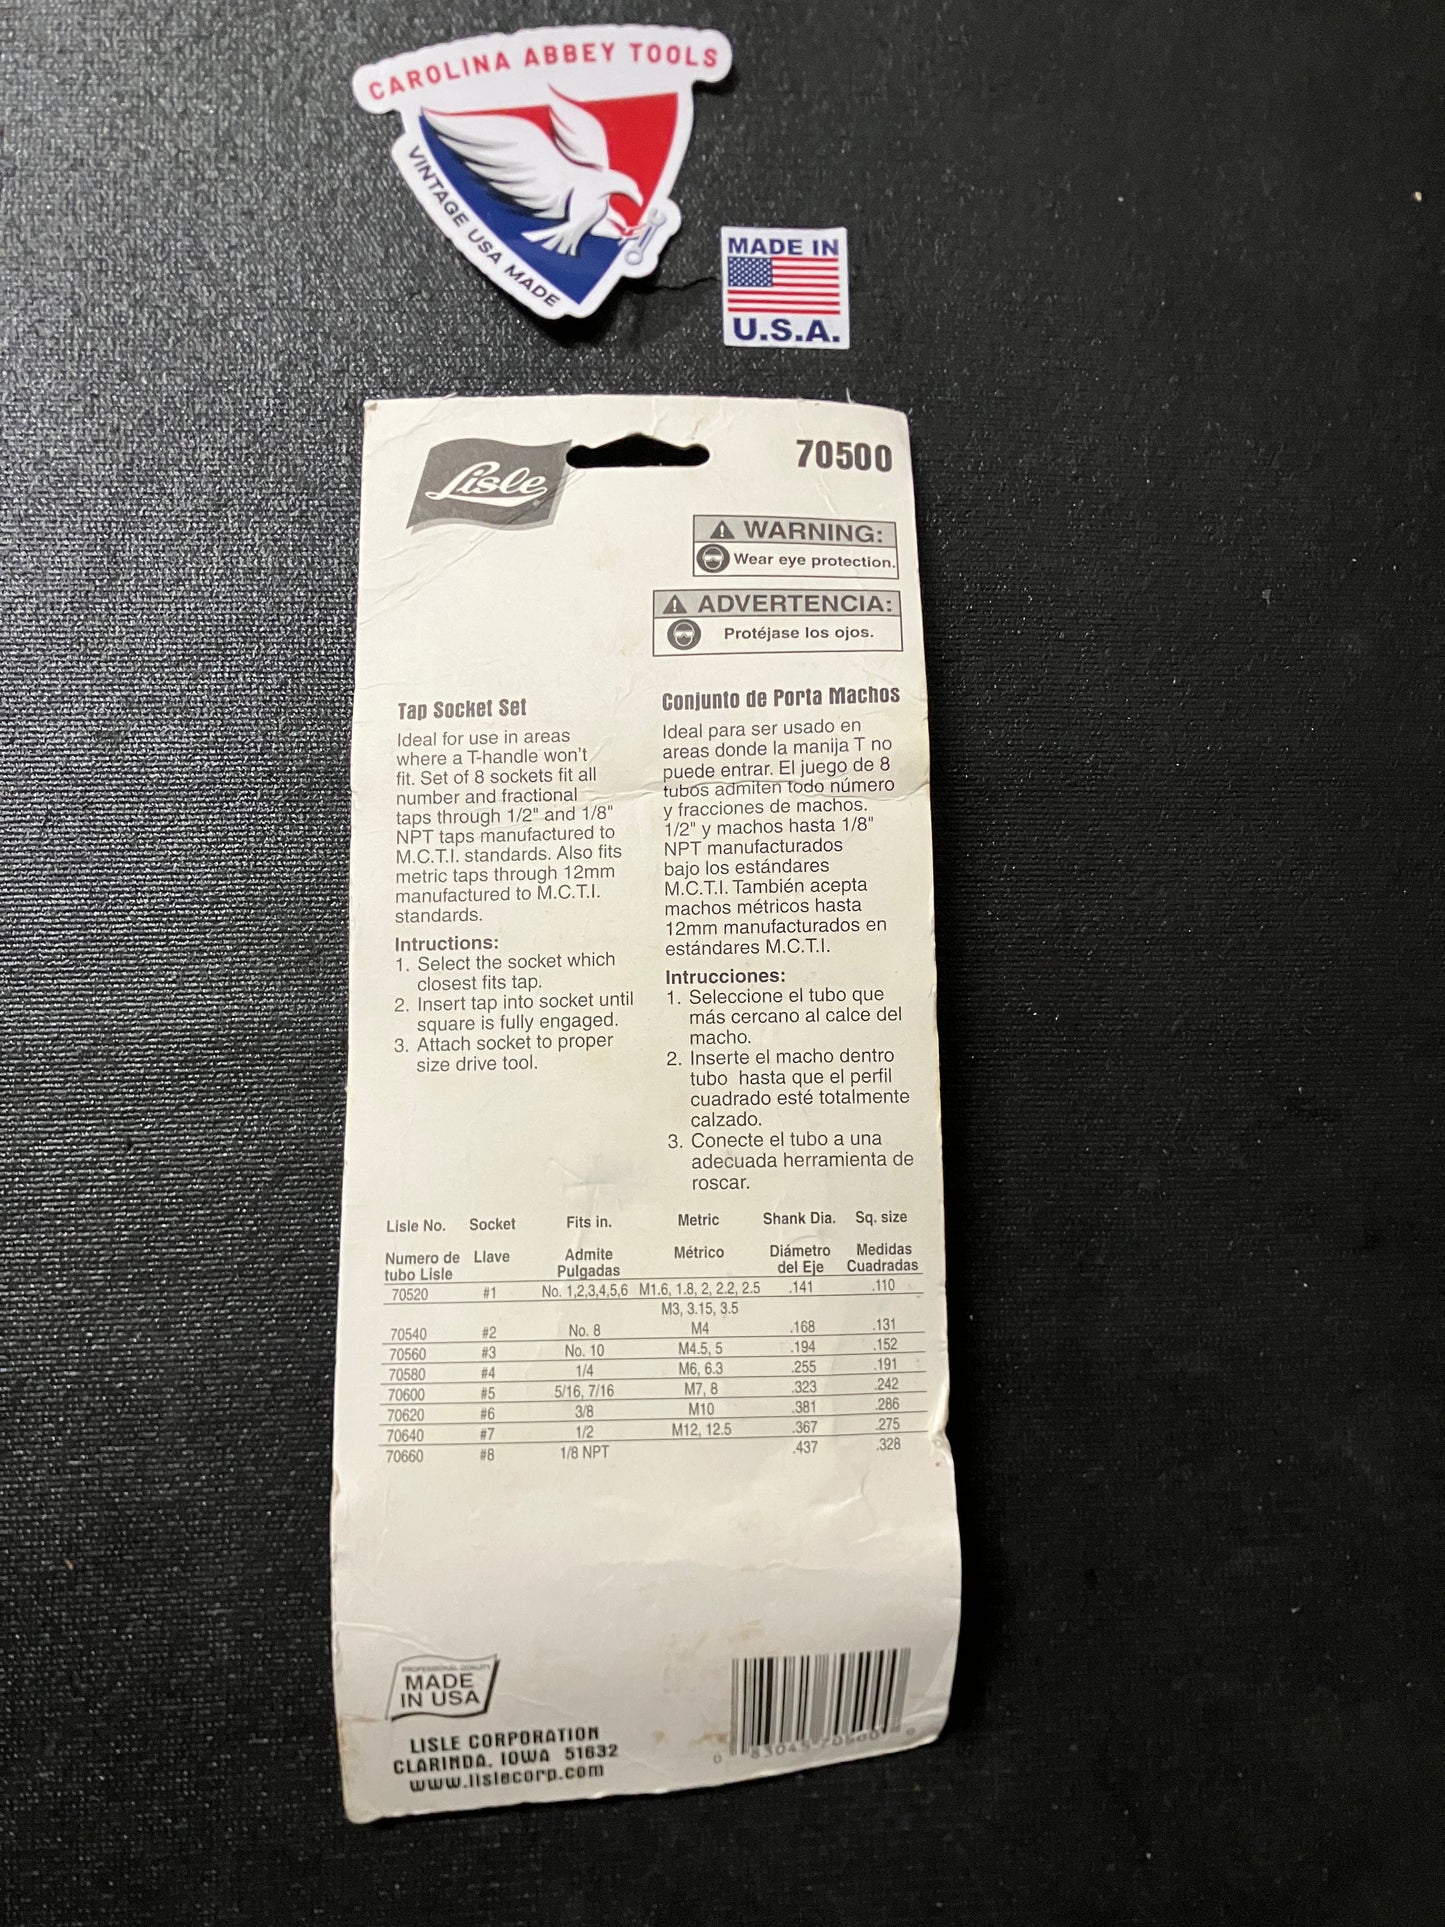 CAROLINA ABBEY TOOLS
VINTAGE USA MADE
MADE IN
U.S.A.
Lisle
70500
WARNING:
Wear eye protection.
ADVERTENCIA:
Protéjase los ojos.
Tap Socket Set
Ideal for use in areas
where a T-handle won't
fit. Set of 8 sockets fit all
number and fractional
taps through 1/2" and 1/8"
NPT taps manufactured to
M.C.T.I. standards. Also fits
metric taps through 12mm
manufactured to M.C.T.I.
standards.
Intructions:
1. Select the socket which
closest fits tap.
2. Insert tap into socket until
square is fully engaged.
3. Attach socket to proper
size drive tool.
Conjunto de Porta Machos
Ideal para ser usado en
areas donde la manija T no
puede entrar. El juego de 8
tubos admiten todo número
y fracciones de machos.
1/2" y machos hasta 1/8"
NPT manufacturados
bajo los estándares
M.C.T.I. También acepta
machos métricos hasta
12mm manufacturados en
estándares M.C.T.I.
Intrucciones:
1. Seleccione el tubo que
más cercano al calce del
macho.
2. Inserte el macho dentro
tubo hasta que el perfil
cuadrado esté totalmente
calzado.
3. Conecte el tubo a una
adecuada herramienta de
roscar.
Lisle No. Socket Fits in. Metric Shank Dia. Sq. size
Numero de tubo Lisle Llave Admite Pulgadas Métrico Diámetro del Eje Medidas Cuadradas
70520 #1 No. 1,2,3,4,5,6 M1.6, 1.8, 2, 2.2, 2.5 .141 .110
M3, 3.15, 3.5
70540 #2 No. 8 M4 .168 .131
70560 #3 No. 10 M4.5, 5 .194 .152
70580 #4 1/4 M6, 6.3 .255 .191
70600 #5 5/16, 7/16 M7, 8 .323 .242
70620 #6 3/8 M10 .381 .286
70640 #7 1/2 M12, 12.5 .367 .275
70660 #8 1/8 NPT .437 .328
PROFESSIONAL QUALITY
MADE
IN USA
LISLE CORPORATION
CLARINDA, IOWA 51632
www.lislecorp.com